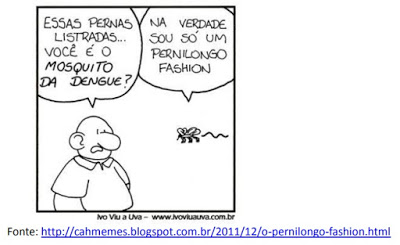 ESSAS PERNAS
LISTRADAS...
VOCÊ É O
MOSQUITO
DA DENGUE?
NA VERDADE
SOU SÓ UM
PERNILONGO
FASHION
Ivo Viu a Uva – www.ivoviuauva.com.br
Fonte: http://cahmemes.blogspot.com.br/2011/12/o-pernilongo-fashion.html